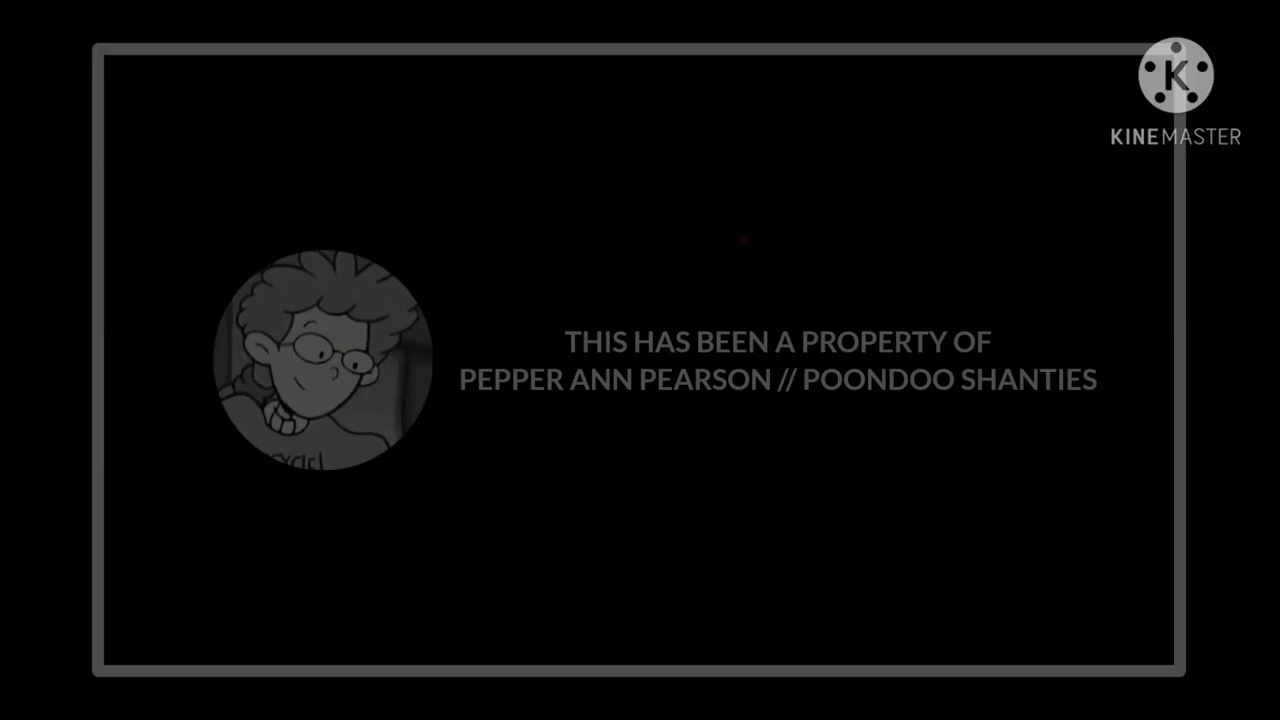 K
KINEMASTER
THIS HAS BEEN A PROPERTY OF
PEPPER ANN PEARSON // POONDOO SHANTIES